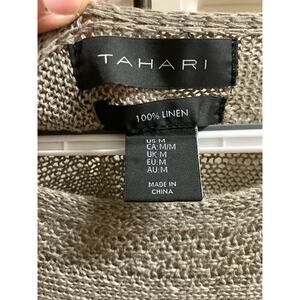 TAHARI
100% LINEN
US:M
CA:M/M
UK:M
EU:M
AU:M
MADE IN
CHINA